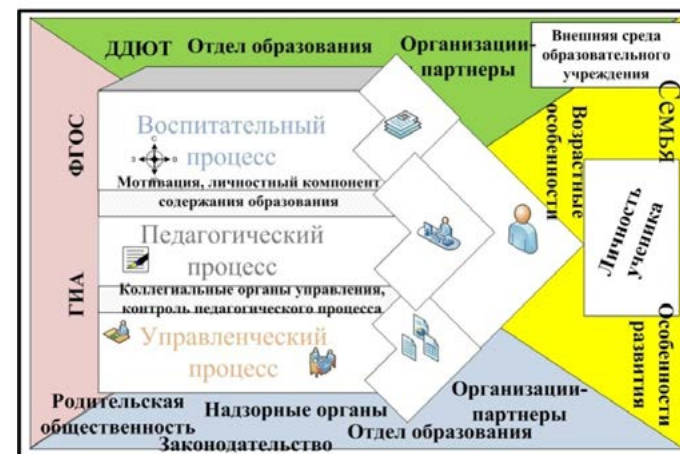 ДДЮТ
Отдел образования
Организации-
партнеры
Внешняя среда
образовательного
учреждения
ФГОС
ГИА
Воспитательный
процесс
С
Мотивация, личностный компонент
содержания образования
Педагогический
процесс
Коллегиальные органы управления,
контроль педагогического процесса
Управленческий
процесс
Возрастные
особенности
Семья
Личность
ученика
Особенности
развития
Родительская
общественность
Надзорные органы
Законодательство
Отдел образования
Организации-
партнеры